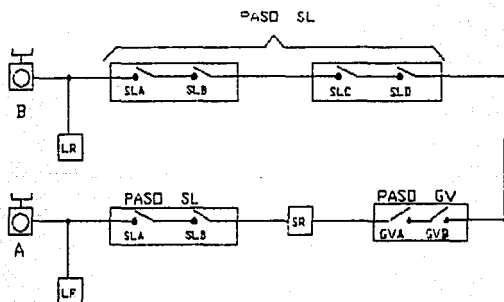 PASO SL
SLA SLB SLC SLD
B
LR
PASO SL PASO GV
SLA SLB SR GVA GVB
A
LF